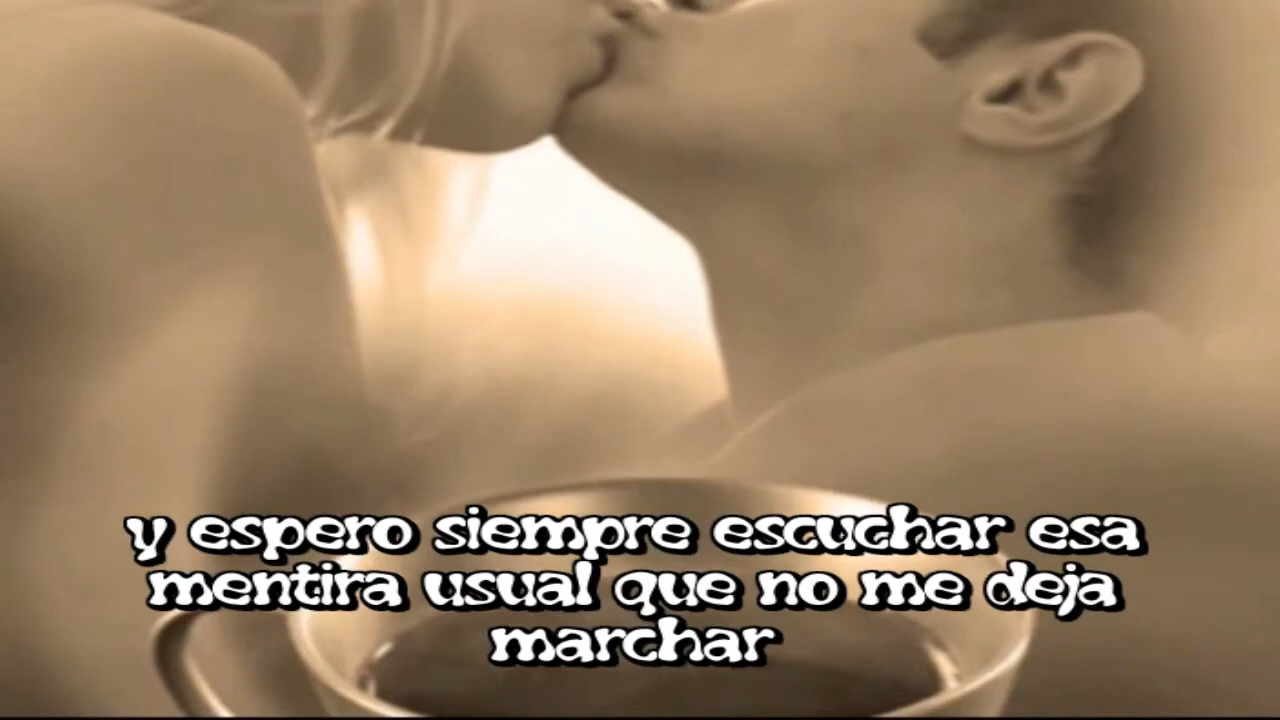 y espero siempre escuchar esa
mentira usual que no me deja
marchar